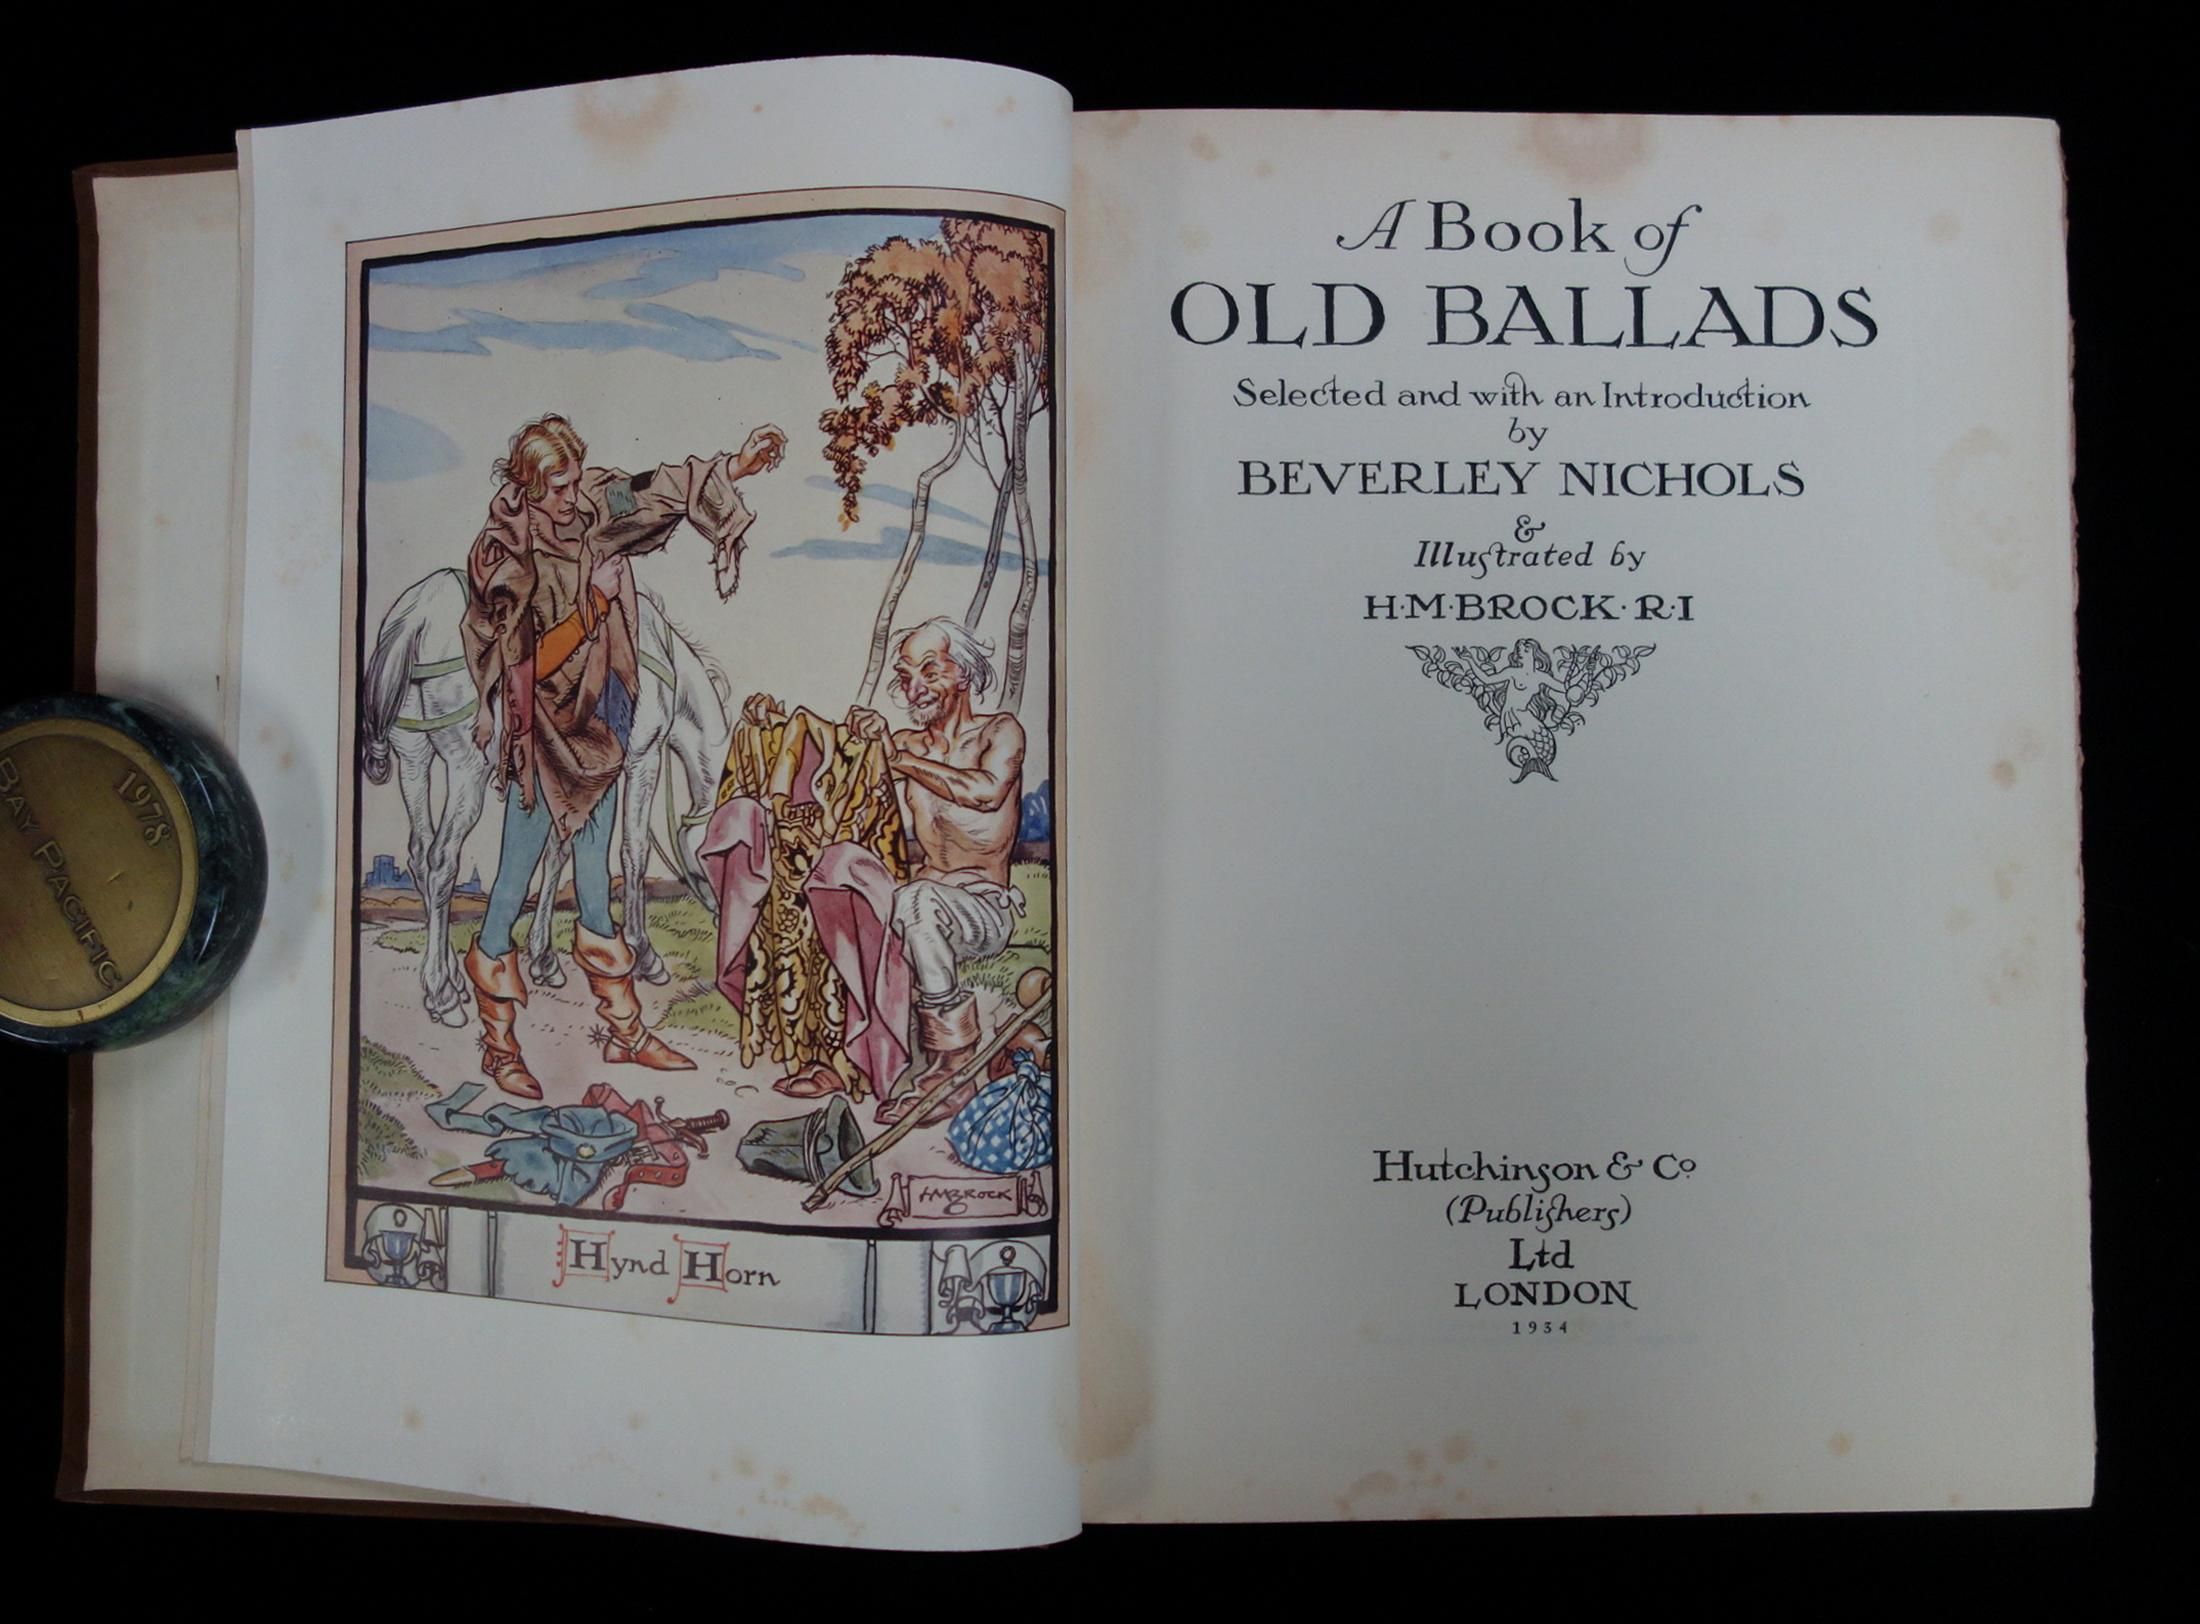 1978
BAY PACIFIC
HMBROCK
Hynd Horn
A Book of
OLD BALLADS
Selected and with an Introduction
by
BEVERLEY NICHOLS
&
Illustrated by
H·M·BROCK·R·I
Hutchinson & Co.
(Publishers)
Ltd
LONDON
1934